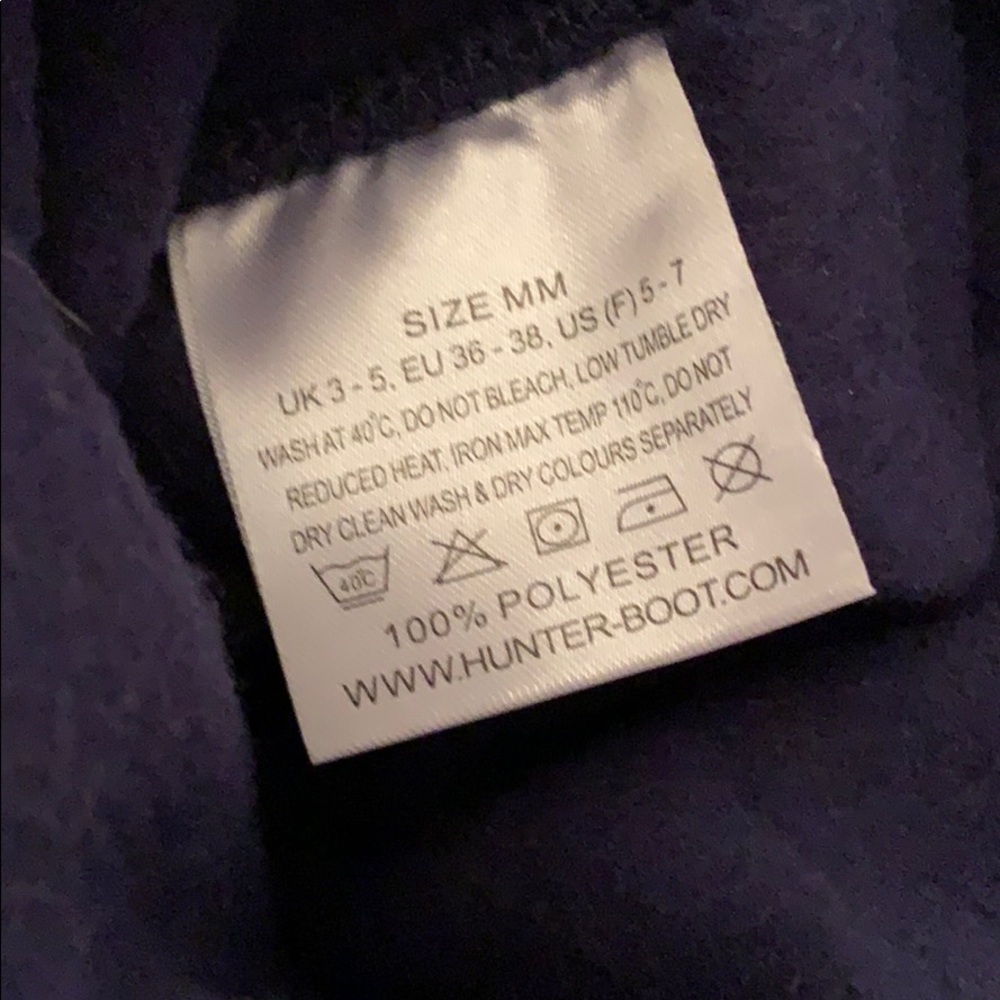 SIZE MM
UK 3 - 5, EU 36 - 38, US (F) 5 - 7
WASH AT 40°C, DO NOT BLEACH, LOW TUMBLE DRY
REDUCED HEAT, IRON MAX TEMP 110°C, DO NOT
DRY CLEAN WASH & DRY COLOURS SEPARATELY
40°C
100% POLYESTER
WWW.HUNTER-BOOT.COM